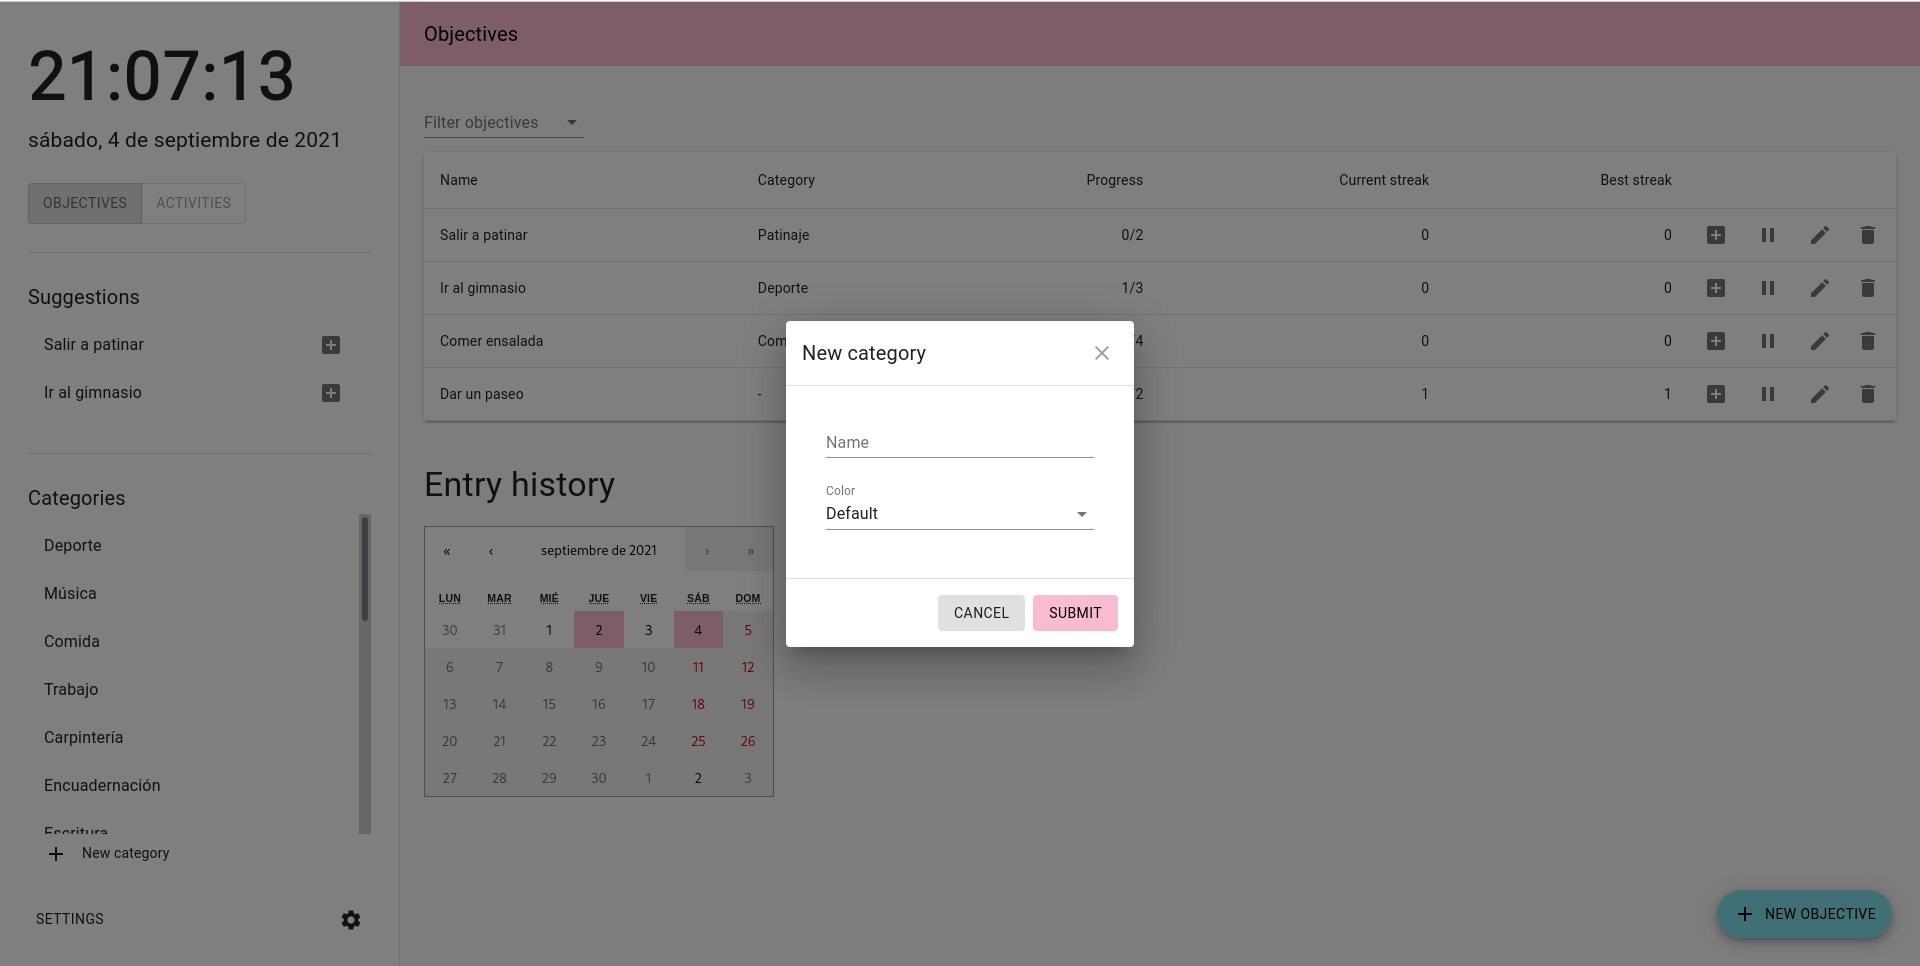 21:07:13
sábado, 4 de septiembre de 2021
OBJECTIVES ACTIVITIES
Suggestions
Salir a patinar
Ir al gimnasio
Categories
Deporte
Música
Comida
Trabajo
Carpintería
Encuadernación
Escritura
New category
SETTINGS
Objectives
Filter objectives
Name Category Progress Current streak Best streak
Salir a patinar Patinaje 0/2 0 0
Ir al gimnasio Deporte 1/3 0 0
Comer ensalada Com /4 0 0
Dar un paseo - /2 1 1
Entry history
« ‹ septiembre de 2021 › »
LUN MAR MIÉ JUE VIE SÁB DOM
30 31 1 2 3 4 5
6 7 8 9 10 11 12
13 14 15 16 17 18 19
20 21 22 23 24 25 26
27 28 29 30 1 2 3
New category
Name
Color
Default
CANCEL SUBMIT
NEW OBJECTIVE